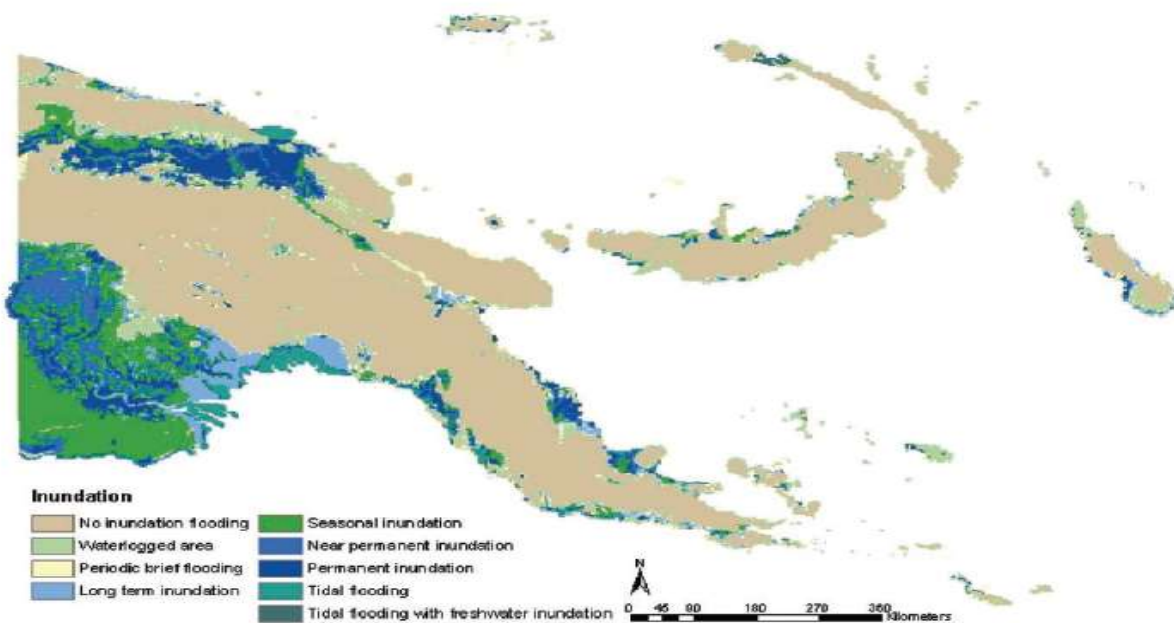 Inundation
No inundation flooding
Waterlogged area
Periodic brief flooding
Long term inundation
Seasonal inundation
Near permanent inundation
Permanent inundation
Tidal flooding
Tidal flooding with freshwater inundation
N
0 45 90 180 270 360
Kilometers